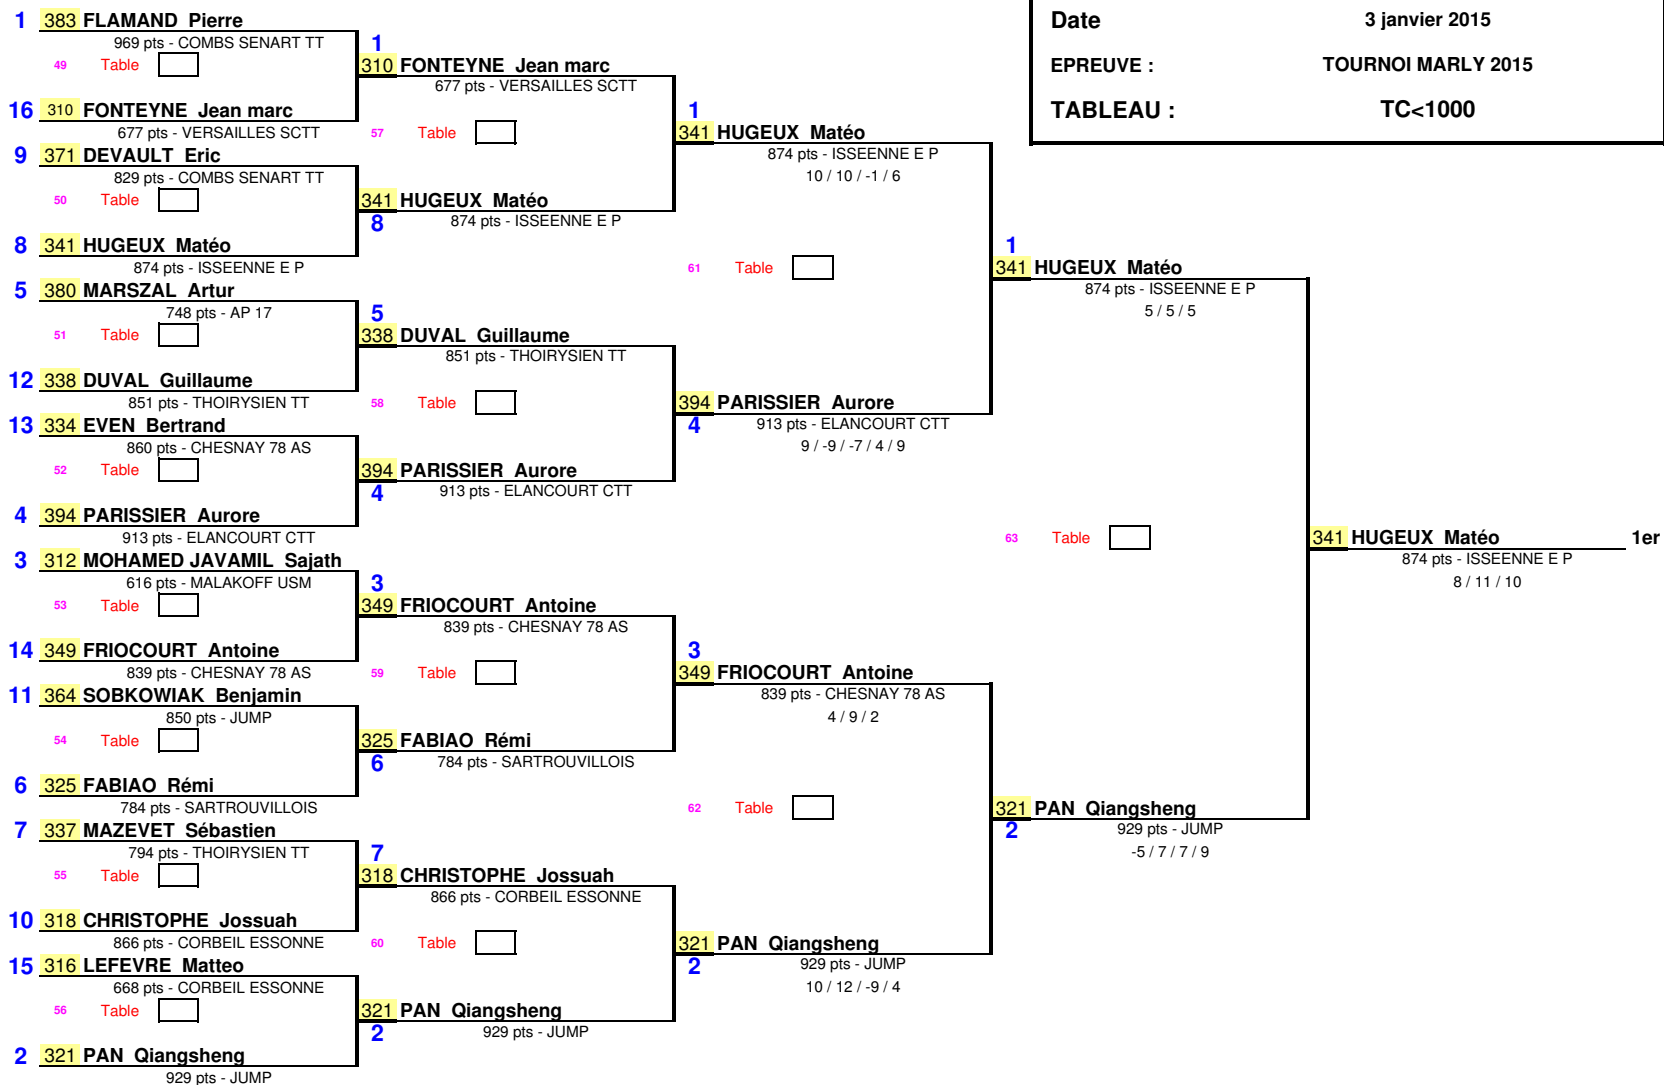 Date 3 janvier 2015
EPREUVE : TOURNOI MARLY 2015
TABLEAU : TC<1000
1 383 FLAMAND Pierre
969 pts - COMBS SENART TT
49 Table
16 310 FONTEYNE Jean marc
677 pts - VERSAILLES SCTT
9 371 DEVAULT Eric
829 pts - COMBS SENART TT
50 Table
8 341 HUGEUX Matéo
874 pts - ISSEENNE E P
5 380 MARSZAL Artur
748 pts - AP 17
51 Table
12 338 DUVAL Guillaume
851 pts - THOIRYSIEN TT
13 334 EVEN Bertrand
860 pts - CHESNAY 78 AS
52 Table
4 394 PARISSIER Aurore
913 pts - ELANCOURT CTT
3 312 MOHAMED JAVAMIL Sajath
616 pts - MALAKOFF USM
53 Table
14 349 FRIOCOURT Antoine
839 pts - CHESNAY 78 AS
11 364 SOBKOWIAK Benjamin
850 pts - JUMP
54 Table
6 325 FABIAO Rémi
784 pts - SARTROUVILLOIS
7 337 MAZEVET Sébastien
794 pts - THOIRYSIEN TT
55 Table
10 318 CHRISTOPHE Jossuah
866 pts - CORBEIL ESSONNE
15 316 LEFEVRE Matteo
668 pts - CORBEIL ESSONNE
56 Table
2 321 PAN Qiangsheng
929 pts - JUMP
1
310 FONTEYNE Jean marc
677 pts - VERSAILLES SCTT
57 Table
341 HUGEUX Matéo
8
874 pts - ISSEENNE E P
5
338 DUVAL Guillaume
851 pts - THOIRYSIEN TT
58 Table
394 PARISSIER Aurore
4
913 pts - ELANCOURT CTT
3
349 FRIOCOURT Antoine
839 pts - CHESNAY 78 AS
59 Table
325 FABIAO Rémi
6
784 pts - SARTROUVILLOIS
7
318 CHRISTOPHE Jossuah
866 pts - CORBEIL ESSONNE
60 Table
321 PAN Qiangsheng
2
929 pts - JUMP
1
341 HUGEUX Matéo
874 pts - ISSEENNE E P
10 / 10 / -1 / 6
61 Table
394 PARISSIER Aurore
4
913 pts - ELANCOURT CTT
9 / -9 / -7 / 4 / 9
3
349 FRIOCOURT Antoine
839 pts - CHESNAY 78 AS
4 / 9 / 2
62 Table
321 PAN Qiangsheng
2
929 pts - JUMP
10 / 12 / -9 / 4
1
341 HUGEUX Matéo
874 pts - ISSEENNE E P
5 / 5 / 5
63 Table
321 PAN Qiangsheng
2
929 pts - JUMP
-5 / 7 / 7 / 9
341 HUGEUX Matéo 1er
874 pts - ISSEENNE E P
8 / 11 / 10